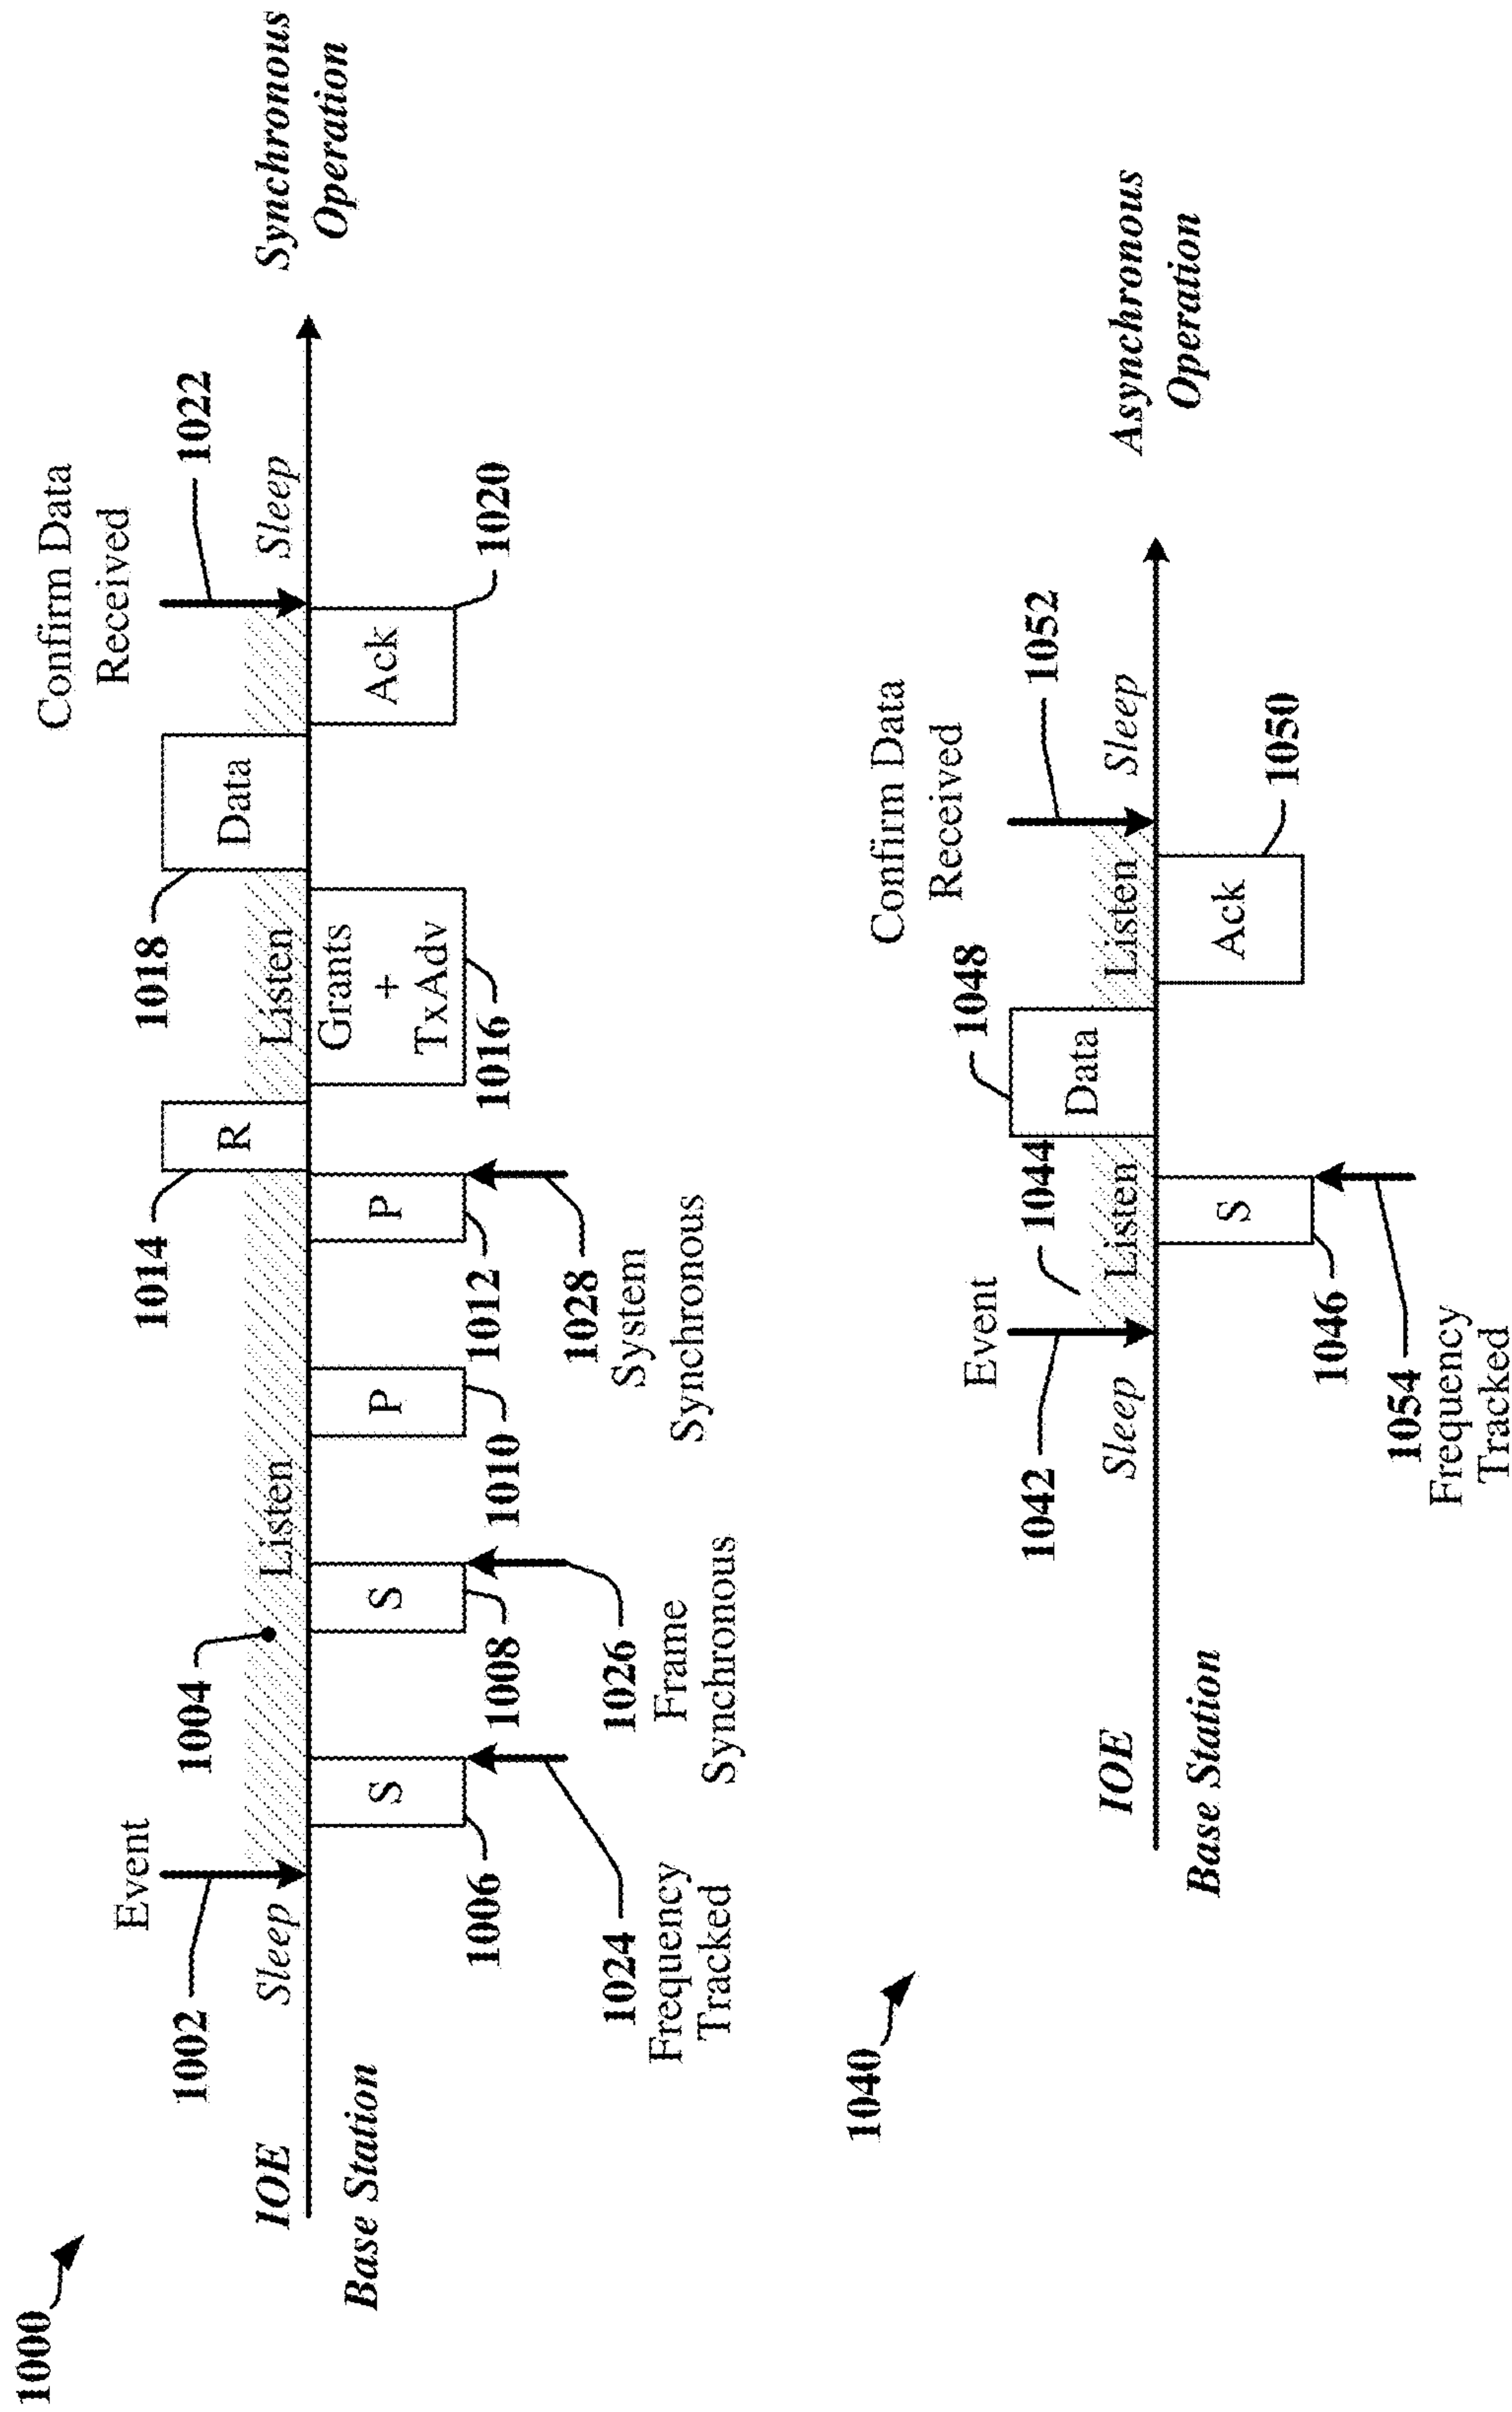 1000
Confirm Data
Received
Event
1002
1004
1014
1018
1022
IOE
Sleep
Listen
R
Listen
Data
Sleep
Synchronous
Operation
Base Station
S
S
P
P
Grants
+
TxAdv
Ack
1006
1008
1010
1012
1016
1020
1024
Frequency
Tracked
1026
Frame
Synchronous
1028
System
Synchronous
1040
Confirm Data
Received
Event
1042
1044
1048
1052
IOE
Sleep
Listen
Data
Listen
Sleep
Asynchronous
Operation
Base Station
S
Ack
1046
1050
1054
Frequency
Tracked